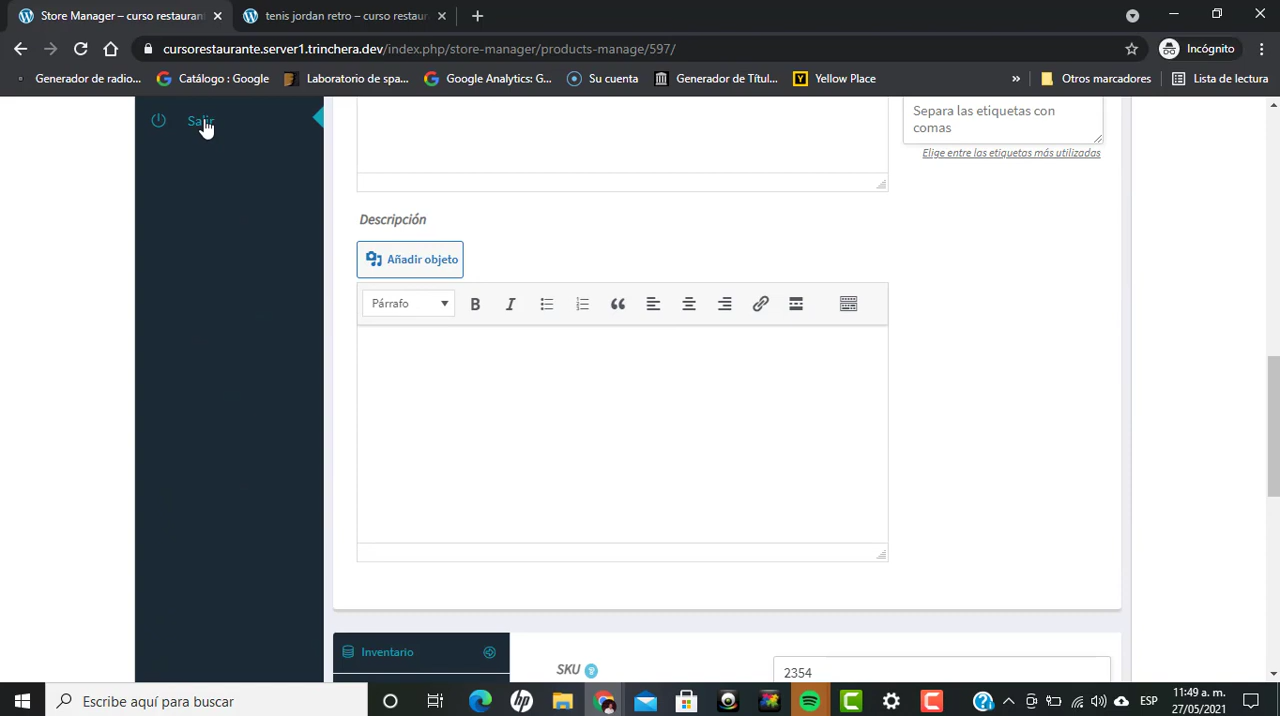 Store Manager – curso restaurant
tenis jordan retro – curso restaur
cursorestaurante.server1.trinchera.dev/index.php/store-manager/products-manage/597/
Incógnito
Generador de radio...
Catálogo : Google
Laboratorio de spa...
Google Analytics: G...
Su cuenta
Generador de Títul...
Yellow Place
»
Otros marcadores
Lista de lectura
Salir
Separa las etiquetas con
comas
Elige entre las etiquetas más utilizadas
Descripción
Añadir objeto
Párrafo
B I
Inventario
SKU ?
2354
Escribe aquí para buscar
ESP
11:49 a. m.
27/05/2021